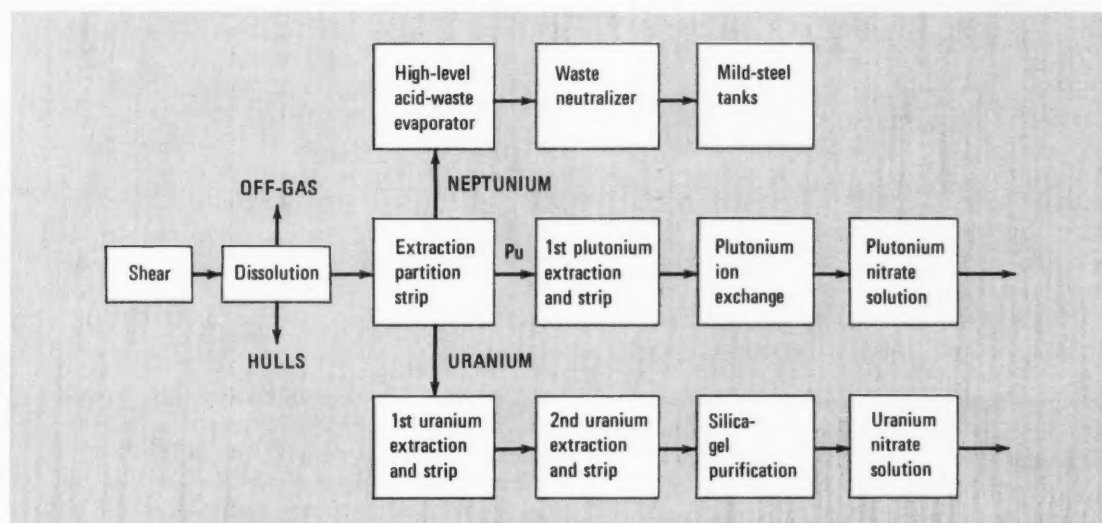 High-level
acid-waste
evaporator
Waste
neutralizer
Mild-steel
tanks
OFF-GAS
NEPTUNIUM
Shear
Dissolution
Extraction
partition
strip
Pu
1st plutonium
extraction
and strip
Plutonium
ion
exchange
Plutonium
nitrate
solution
HULLS
URANIUM
1st uranium
extraction
and strip
2nd uranium
extraction
and strip
Silica-
gel
purification
Uranium
nitrate
solution